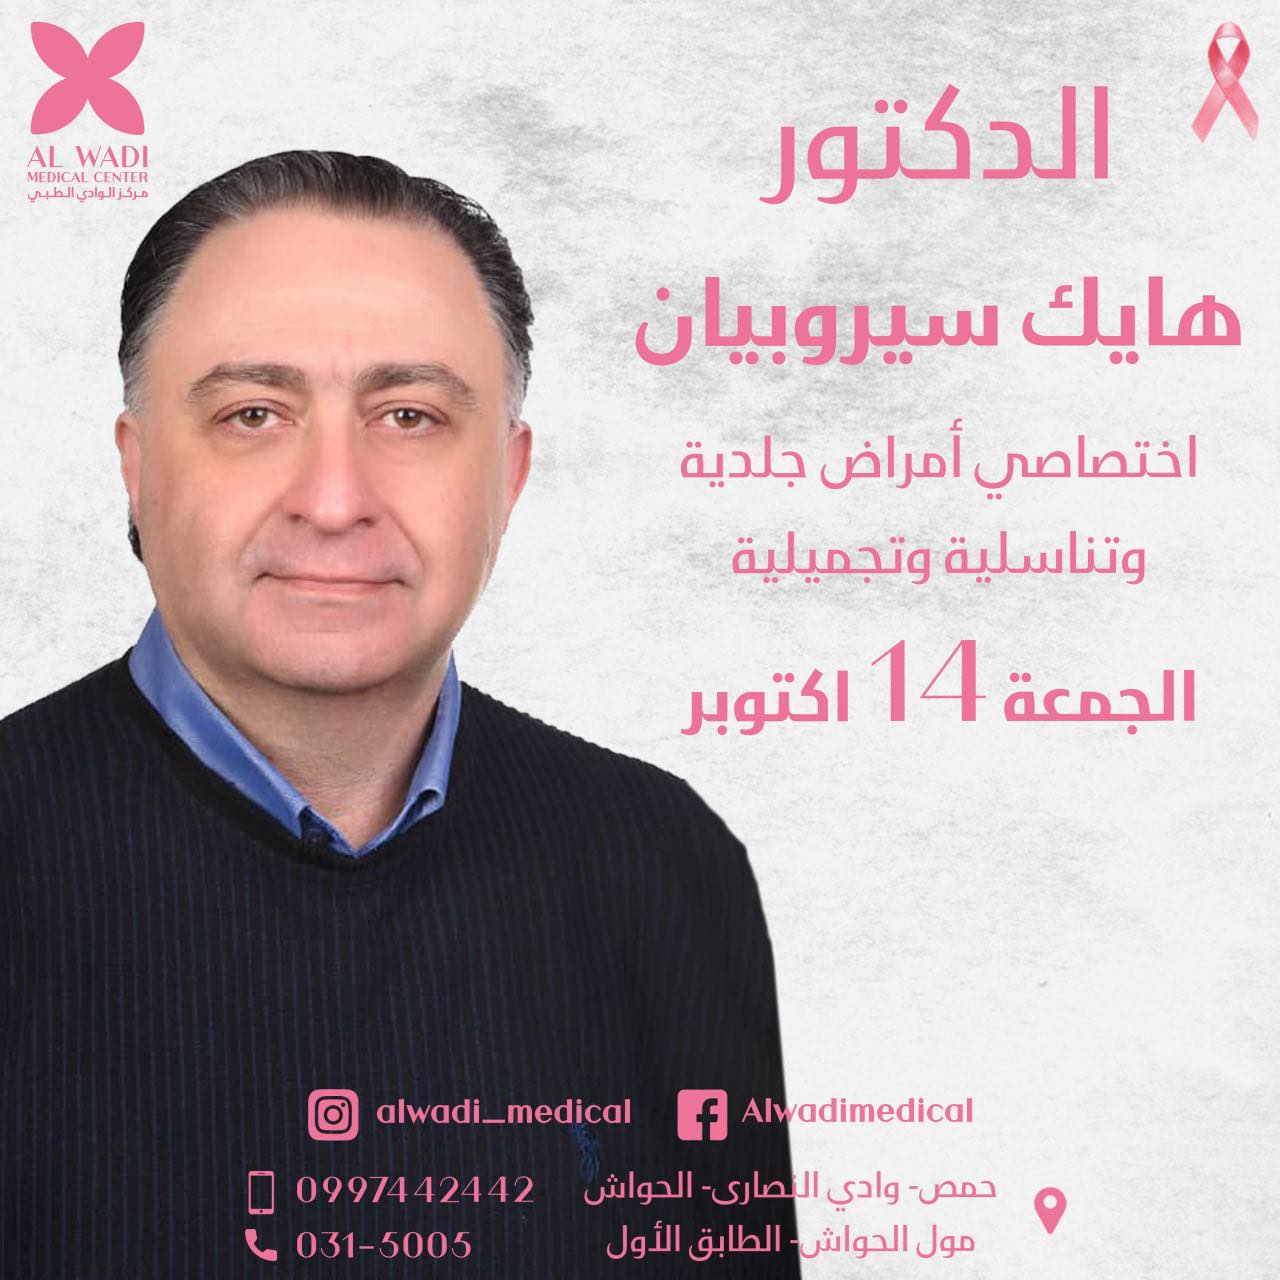 AL WADI
MEDICAL CENTER
مركز الوادي الطبي
الدكتور
هايك سيروبيان
اختصاصي أمراض جلدية
وتناسلية وتجميلية
الجمعة 14 اكتوبر
alwadi_medical
Alwadimedical
0997442442
031-5005
حمص- وادي النصارى- الحواش
مول الحواش- الطابق الأول